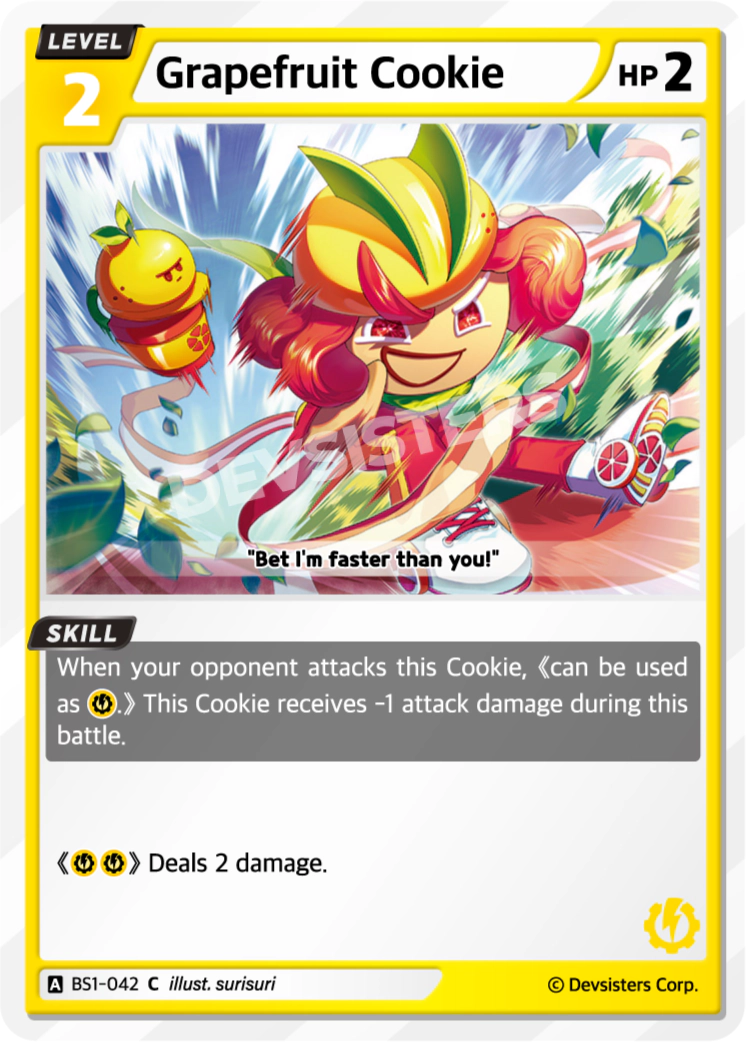 LEVEL
2
Grapefruit Cookie
HP 2
DEVSISTERS
"Bet I'm faster than you!"
SKILL
When your opponent attacks this Cookie, 《can be used
as .》 This Cookie receives -1 attack damage during this
battle.
《 》 Deals 2 damage.
A BS1-042 C illust. surisuri
© Devsisters Corp.